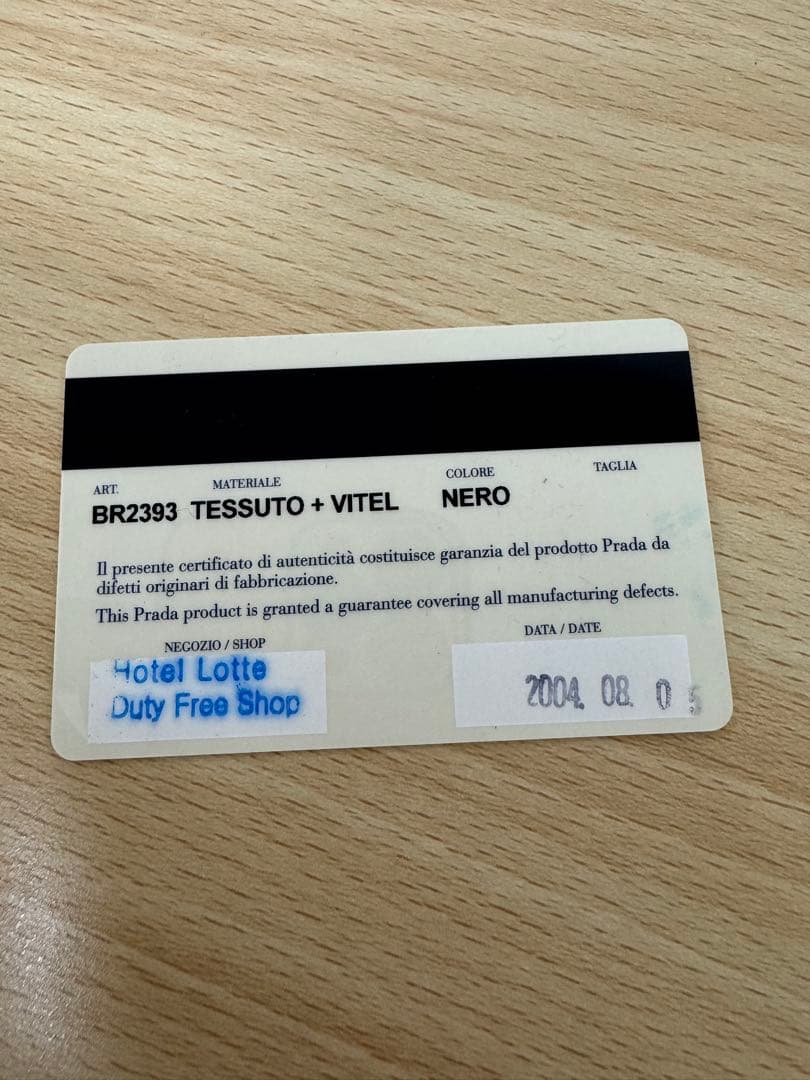 ART. MATERIALE COLORE TAGLIA
BR2393 TESSUTO + VITEL NERO
Il presente certificato di autenticità costituisce garanzia del prodotto Prada da
difetti originari di fabbricazione.
This Prada product is granted a guarantee covering all manufacturing defects.
NEGOZIO / SHOP DATA / DATE
Hotel Lotte
Duty Free Shop
2004. 08. 05